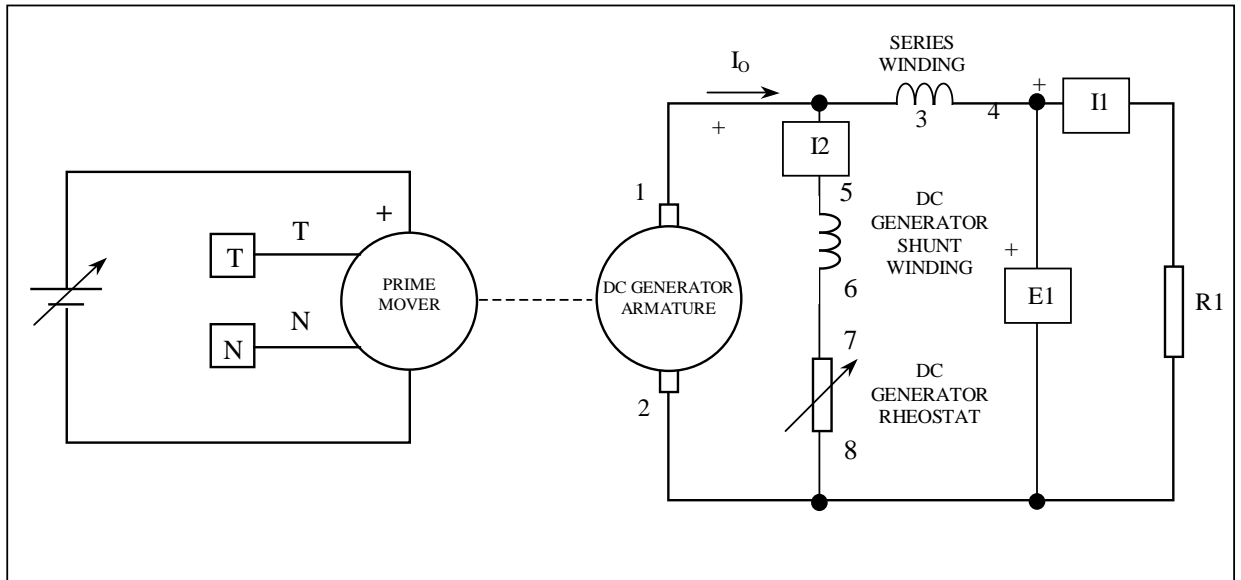 SERIES
WINDING
IO
+
3
4
+
I1
I2
5
1
DC
GENERATOR
SHUNT
WINDING
+
T
T
+
PRIME
MOVER
DC GENERATOR
ARMATURE
6
E1
R1
N
N
7
DC
GENERATOR
RHEOSTAT
2
8